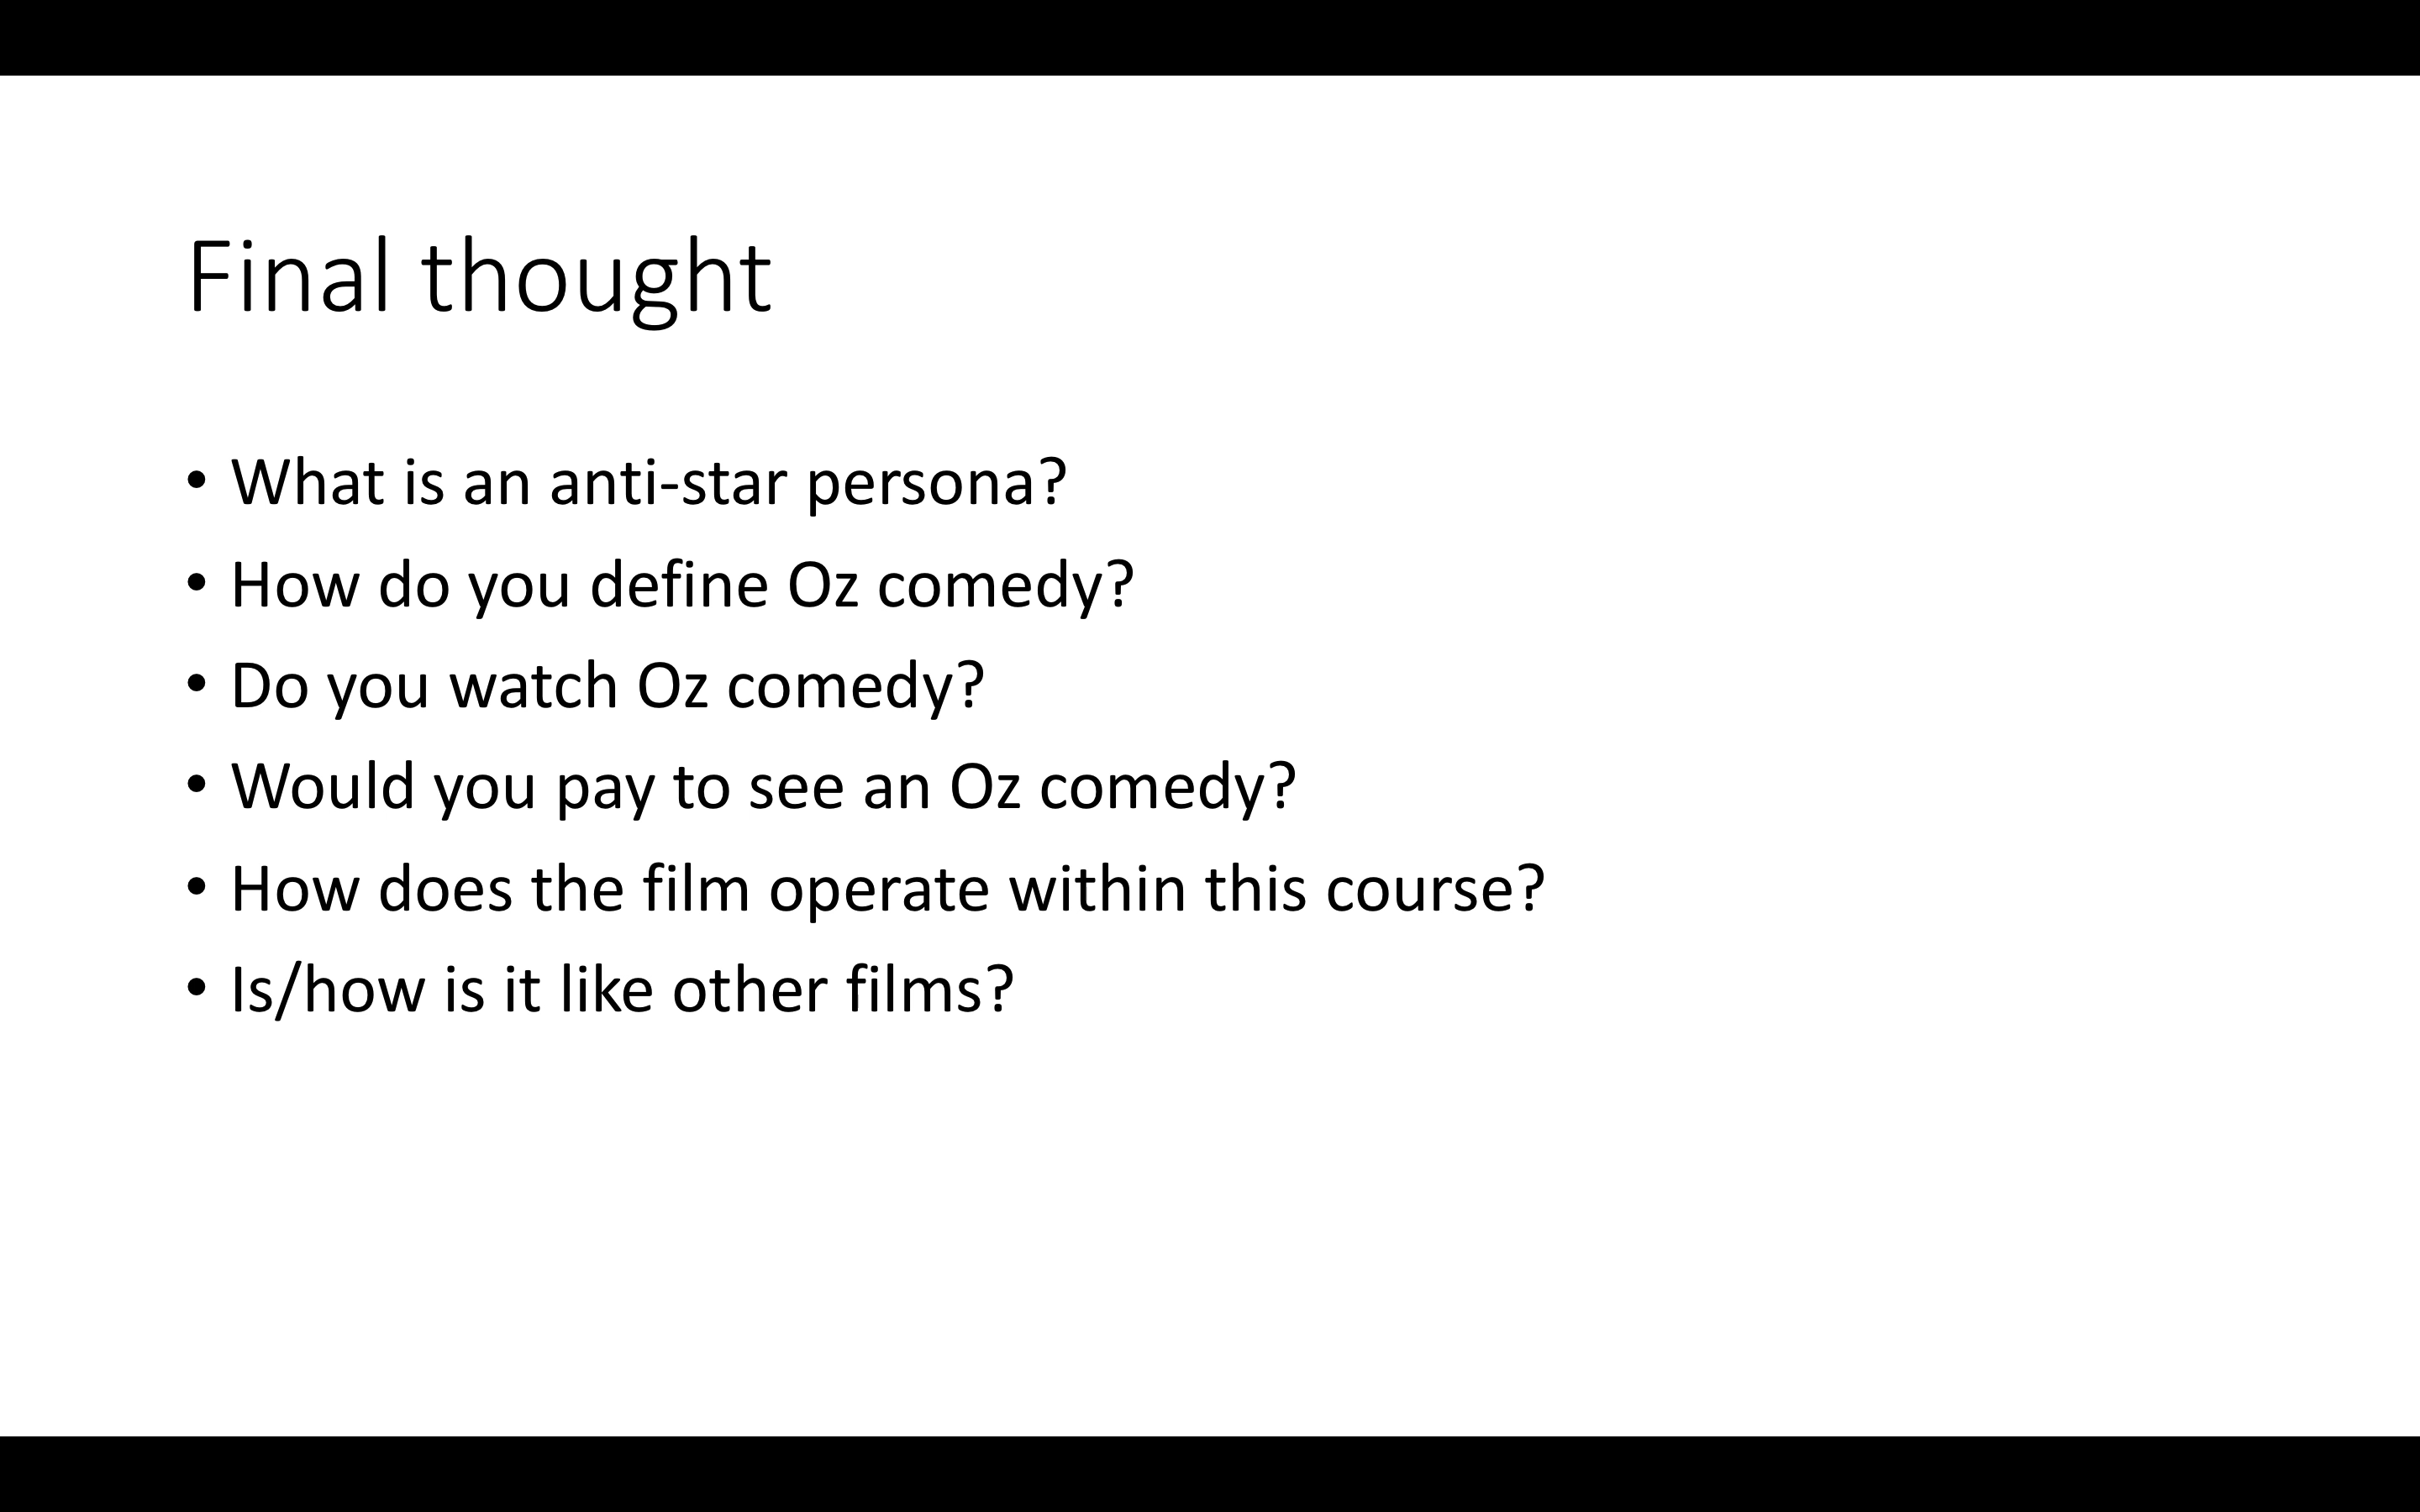 Final thought
• What is an anti-star persona?
• How do you define Oz comedy?
• Do you watch Oz comedy?
• Would you pay to see an Oz comedy?
• How does the film operate within this course?
• Is/how is it like other films?